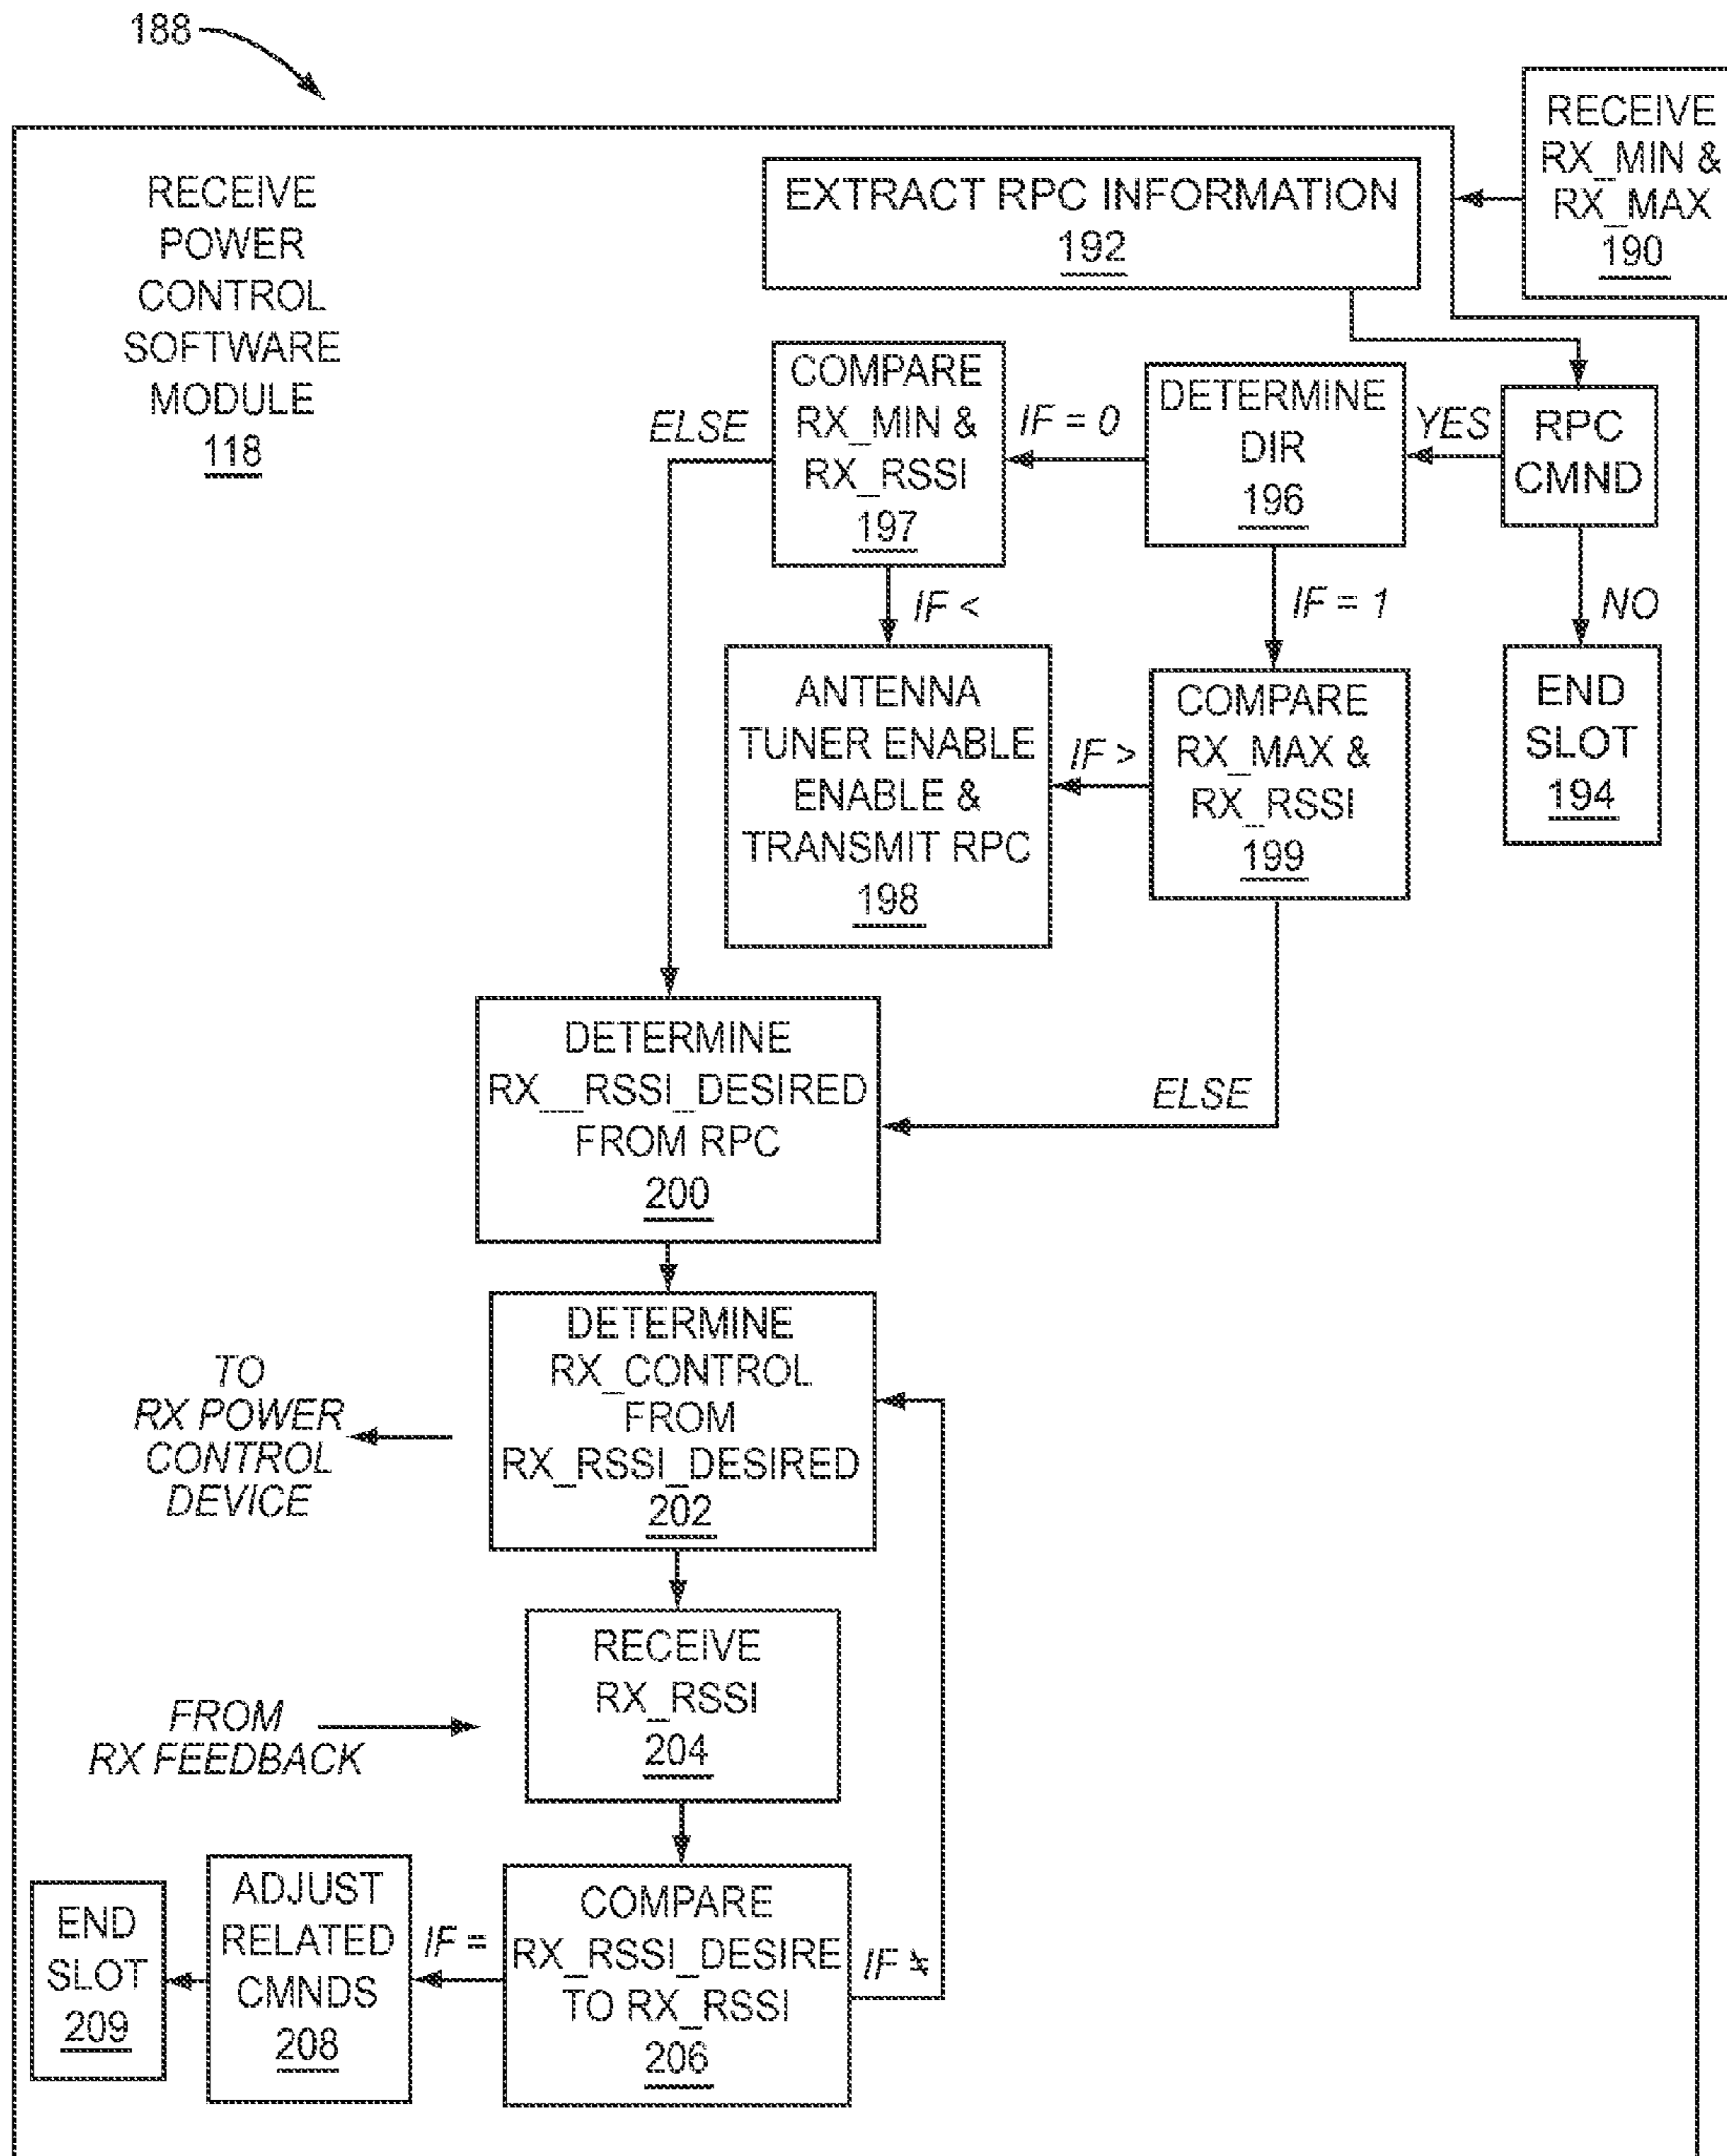 188
RECEIVE
RX_MIN &
RX_MAX
190
RECEIVE
POWER
CONTROL
SOFTWARE
MODULE
118
EXTRACT RPC INFORMATION
192
COMPARE
RX_MIN &
RX_RSSI
197
ELSE
IF = 0
DETERMINE
DIR
196
YES
RPC
CMND
IF <
IF = 1
NO
ANTENNA
TUNER ENABLE
ENABLE &
TRANSMIT RPC
198
IF >
COMPARE
RX_MAX &
RX_RSSI
199
END
SLOT
194
DETERMINE
RX__RSSI_DESIRED
FROM RPC
200
ELSE
DETERMINE
RX_CONTROL
FROM
RX_RSSI_DESIRED
202
TO
RX POWER
CONTROL
DEVICE
RECEIVE
RX_RSSI
204
FROM
RX FEEDBACK
END
SLOT
209
ADJUST
RELATED
CMNDS
208
IF =
COMPARE
RX_RSSI_DESIRE
TO RX_RSSI
206
IF ≠